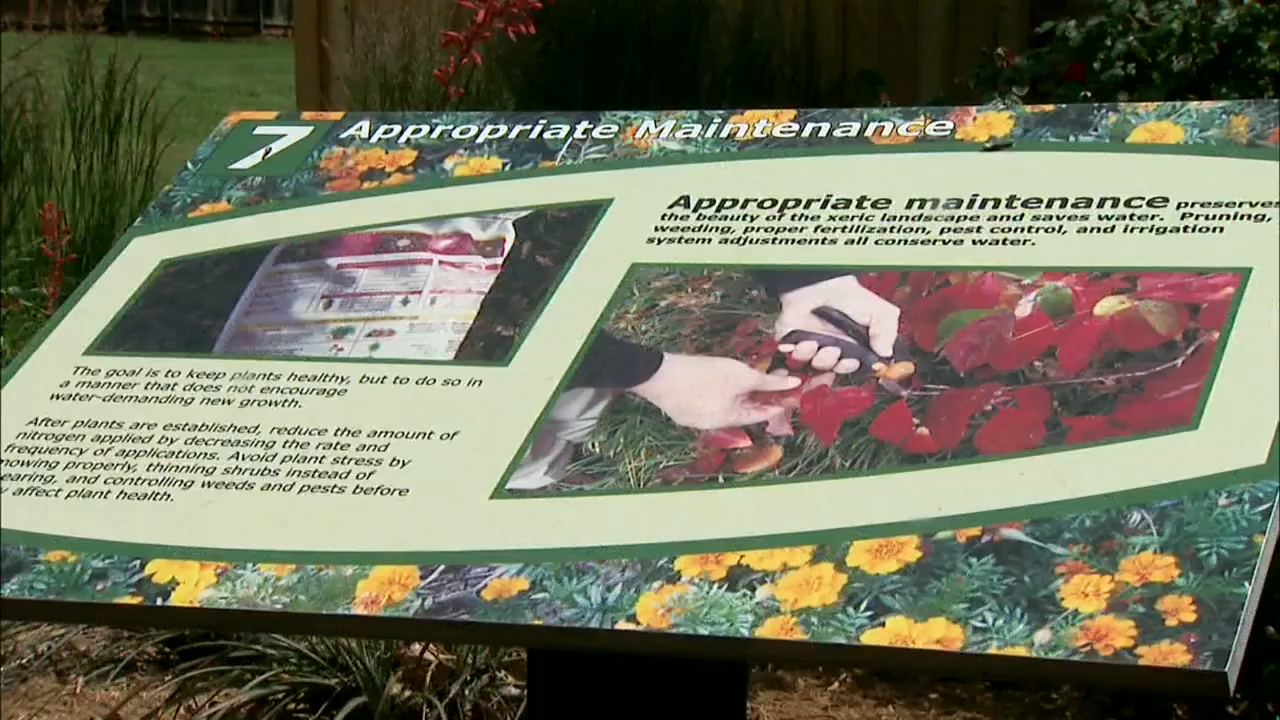 7 Appropriate Maintenance
Appropriate maintenance preserves
the beauty of the xeric landscape and saves water. Pruning,
weeding, proper fertilization, pest control, and irrigation
system adjustments all conserve water.
The goal is to keep plants healthy, but to do so in
a manner that does not encourage
water-demanding new growth.
After plants are established, reduce the amount of
nitrogen applied by decreasing the rate and
frequency of applications. Avoid plant stress by
mowing properly, thinning shrubs instead of
earing, and controlling weeds and pests before
affect plant health.